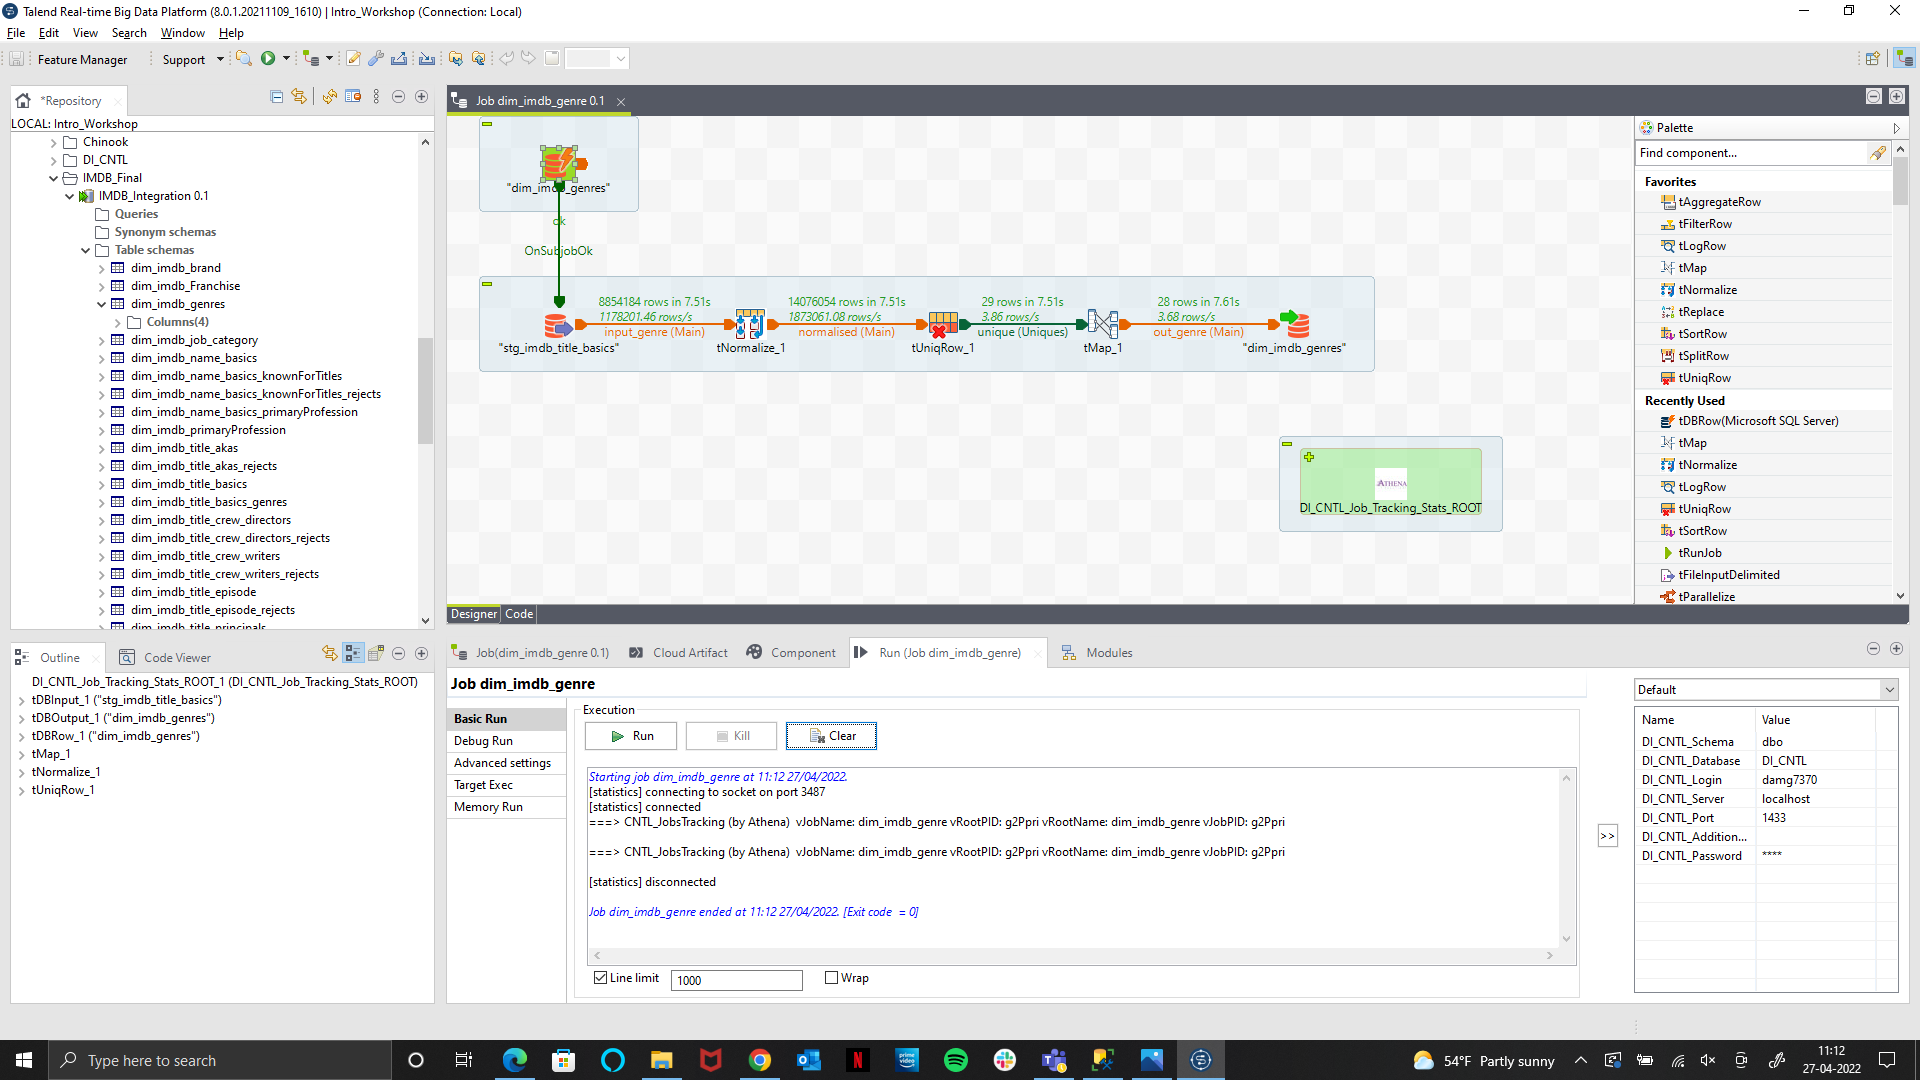 Talend Real-time Big Data Platform (8.0.1.20211109_1610) | Intro_Workshop (Connection: Local)
File Edit View Search Window Help
Feature Manager Support
*Repository
LOCAL: Intro_Workshop
Chinook
DI_CNTL
IMDB_Final
IMDB_Integration 0.1
Queries
Synonym schemas
Table schemas
dim_imdb_brand
dim_imdb_Franchise
dim_imdb_genres
Columns(4)
dim_imdb_job_category
dim_imdb_name_basics
dim_imdb_name_basics_knownForTitles
dim_imdb_name_basics_knownForTitles_rejects
dim_imdb_name_basics_primaryProfession
dim_imdb_primaryProfession
dim_imdb_title_akas
dim_imdb_title_akas_rejects
dim_imdb_title_basics
dim_imdb_title_basics_genres
dim_imdb_title_crew_directors
dim_imdb_title_crew_directors_rejects
dim_imdb_title_crew_writers
dim_imdb_title_crew_writers_rejects
dim_imdb_title_episode
dim_imdb_title_episode_rejects
dim_imdb_title_principals
Job dim_imdb_genre 0.1
"dim_imdb_genres"
ok
OnSubjobOk
8854184 rows in 7.51s
1178201.46 rows/s
input_genre (Main)
14076054 rows in 7.51s
1873061.08 rows/s
normalised (Main)
29 rows in 7.51s
3.86 rows/s
unique (Uniques)
28 rows in 7.61s
3.68 rows/s
out_genre (Main)
"stg_imdb_title_basics"
tNormalize_1
tUniqRow_1
tMap_1
"dim_imdb_genres"
ATHENA
DI_CNTL_Job_Tracking_Stats_ROOT
Designer Code
Palette
Find component...
Favorites
tAggregateRow
tFilterRow
tLogRow
tMap
tNormalize
tReplace
tSortRow
tSplitRow
tUniqRow
Recently Used
tDBRow(Microsoft SQL Server)
tMap
tNormalize
tLogRow
tUniqRow
tSortRow
tRunJob
tFileInputDelimited
tParallelize
Outline Code Viewer
DI_CNTL_Job_Tracking_Stats_ROOT_1 (DI_CNTL_Job_Tracking_Stats_ROOT)
tDBInput_1 ("stg_imdb_title_basics")
tDBOutput_1 ("dim_imdb_genres")
tDBRow_1 ("dim_imdb_genres")
tMap_1
tNormalize_1
tUniqRow_1
Job(dim_imdb_genre 0.1) Cloud Artifact Component Run (Job dim_imdb_genre) Modules
Job dim_imdb_genre
Basic Run
Debug Run
Advanced settings
Target Exec
Memory Run
Execution
Run Kill Clear
Starting job dim_imdb_genre at 11:12 27/04/2022.
[statistics] connecting to socket on port 3487
[statistics] connected
===> CNTL_JobsTracking (by Athena) vJobName: dim_imdb_genre vRootPID: g2Ppri vRootName: dim_imdb_genre vJobPID: g2Ppri
===> CNTL_JobsTracking (by Athena) vJobName: dim_imdb_genre vRootPID: g2Ppri vRootName: dim_imdb_genre vJobPID: g2Ppri
[statistics] disconnected
Job dim_imdb_genre ended at 11:12 27/04/2022. [Exit code = 0]
Line limit 1000 Wrap
>>
Default
Name Value
DI_CNTL_Schema dbo
DI_CNTL_Database DI_CNTL
DI_CNTL_Login damg7370
DI_CNTL_Server localhost
DI_CNTL_Port 1433
DI_CNTL_Addition...
DI_CNTL_Password ****
Type here to search
prime video
54°F Partly sunny
11:12
27-04-2022